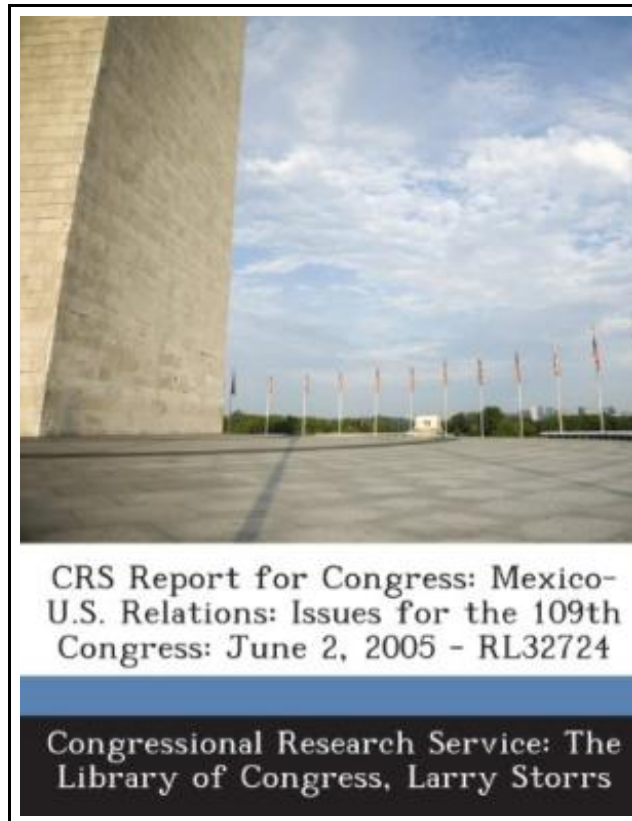 CRS Report for Congress: Mexico-
U.S. Relations: Issues for the 109th
Congress: June 2, 2005 - RL32724
Congressional Research Service: The
Library of Congress, Larry Storrs